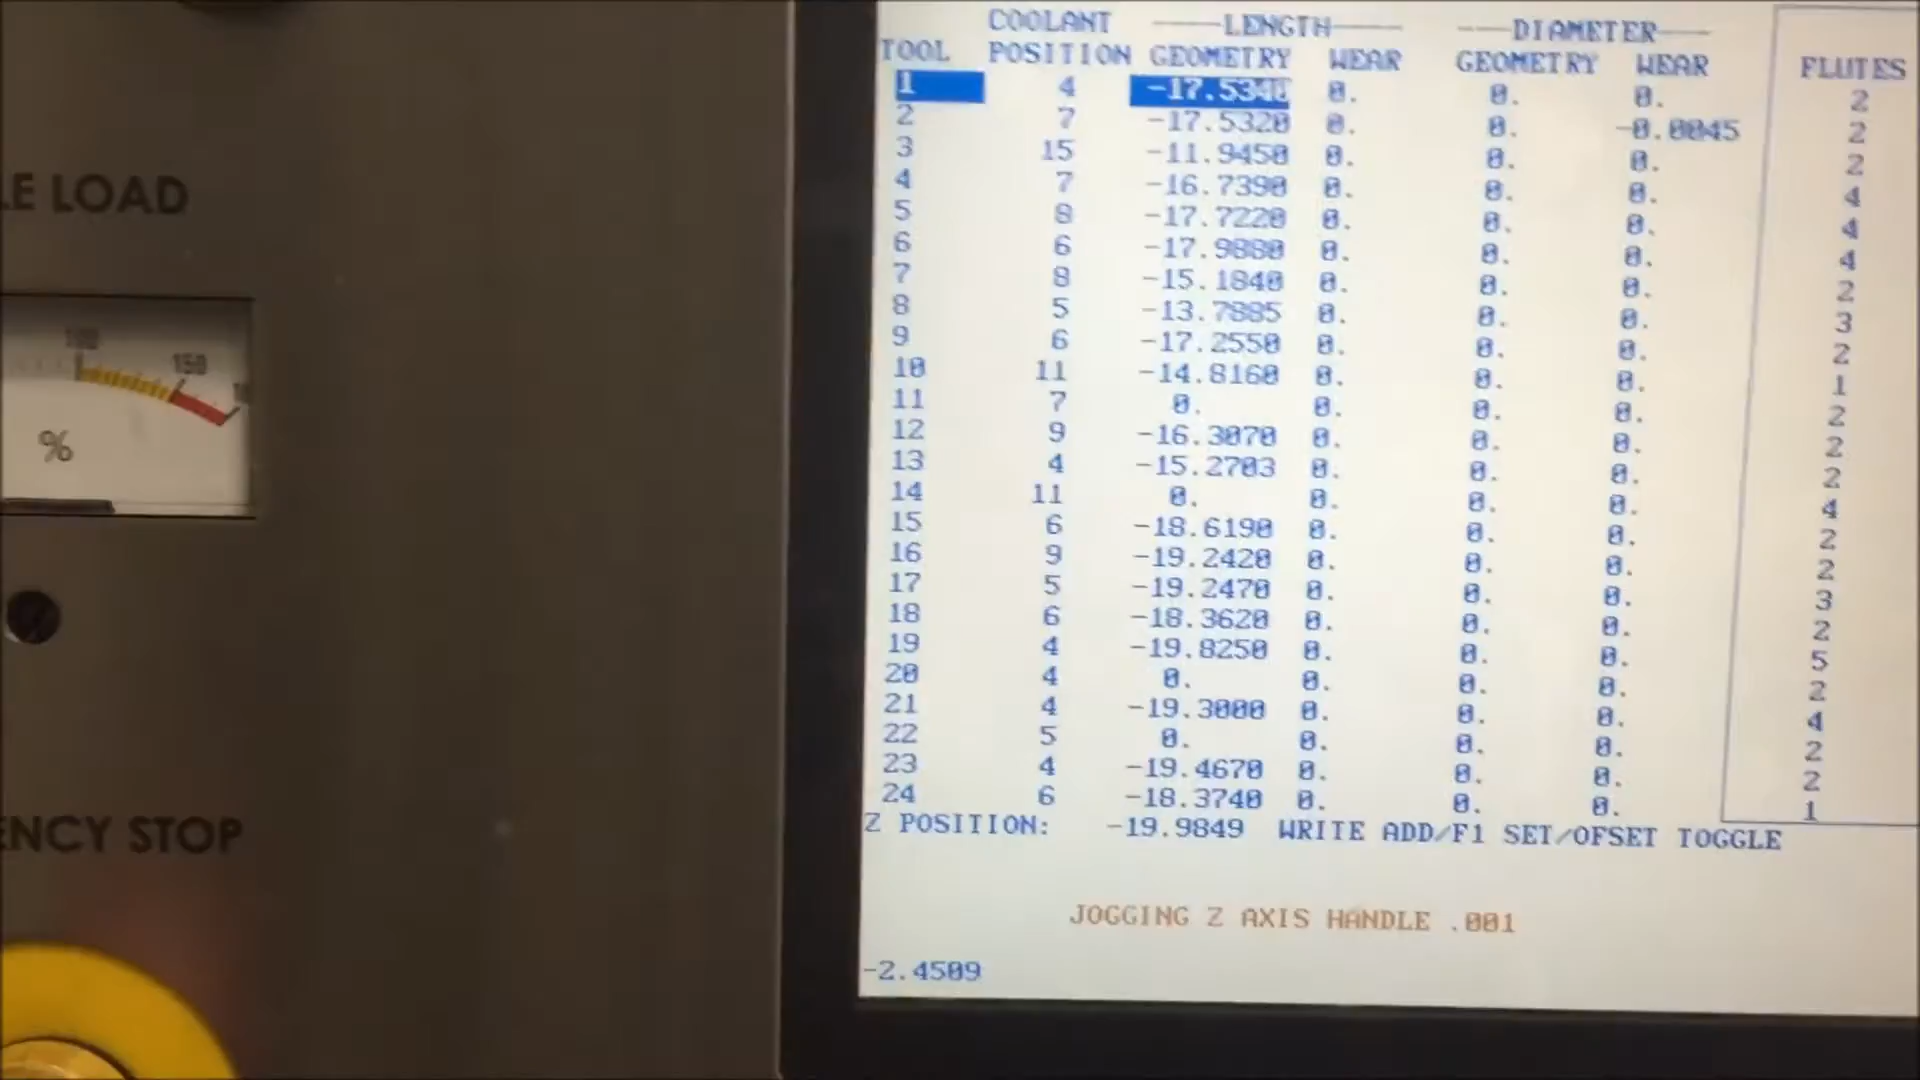 COOLANT LENGTH DIAMETER
TOOL POSITION GEOMETRY WEAR GEOMETRY WEAR FLUTES
1 4 -17.5340 0. 0. 0. 2
2 7 -17.5320 0. 0. -0.0045 2
3 15 -11.9450 0. 0. 0. 2
4 7 -16.7390 0. 0. 0. 4
5 8 -17.7220 0. 0. 0. 4
6 6 -17.9880 0. 0. 0. 4
7 8 -15.1840 0. 0. 0. 2
8 5 -13.7885 0. 0. 0. 3
9 6 -17.2550 0. 0. 0. 2
10 11 -14.8160 0. 0. 0. 1
11 7 0. 0. 0. 0. 2
12 9 -16.3070 0. 0. 0. 2
13 4 -15.2703 0. 0. 0. 2
14 11 0. 0. 0. 0. 4
15 6 -18.6190 0. 0. 0. 2
16 9 -19.2420 0. 0. 0. 2
17 5 -19.2470 0. 0. 0. 3
18 6 -18.3620 0. 0. 0. 2
19 4 -19.8250 0. 0. 0. 5
20 4 0. 0. 0. 0. 2
21 4 -19.3000 0. 0. 0. 4
22 5 0. 0. 0. 0. 2
23 4 -19.4670 0. 0. 0. 2
24 6 -18.3740 0. 0. 0. 1
Z POSITION: -19.9849 WRITE ADD/F1 SET/OFSET TOGGLE
JOGGING Z AXIS HANDLE .001
-2.4509
LE LOAD
100 150
%
ENCY STOP